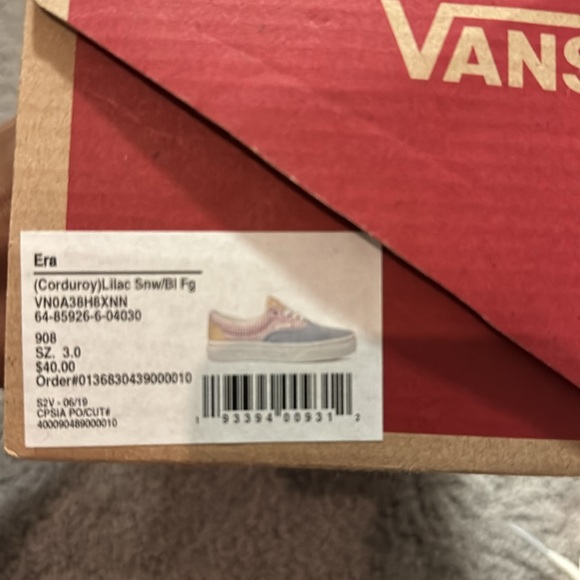 VANS
Era
(Corduroy)Lilac Snw/Bl Fg
VN0A38H8XNN
64-85926-6-04030
908
SZ. 3.0
$40.00
Order#0136830439000010
S2V - 06/19
CPSIA PO/CUT#
400090489000010
1 93394 00931 2